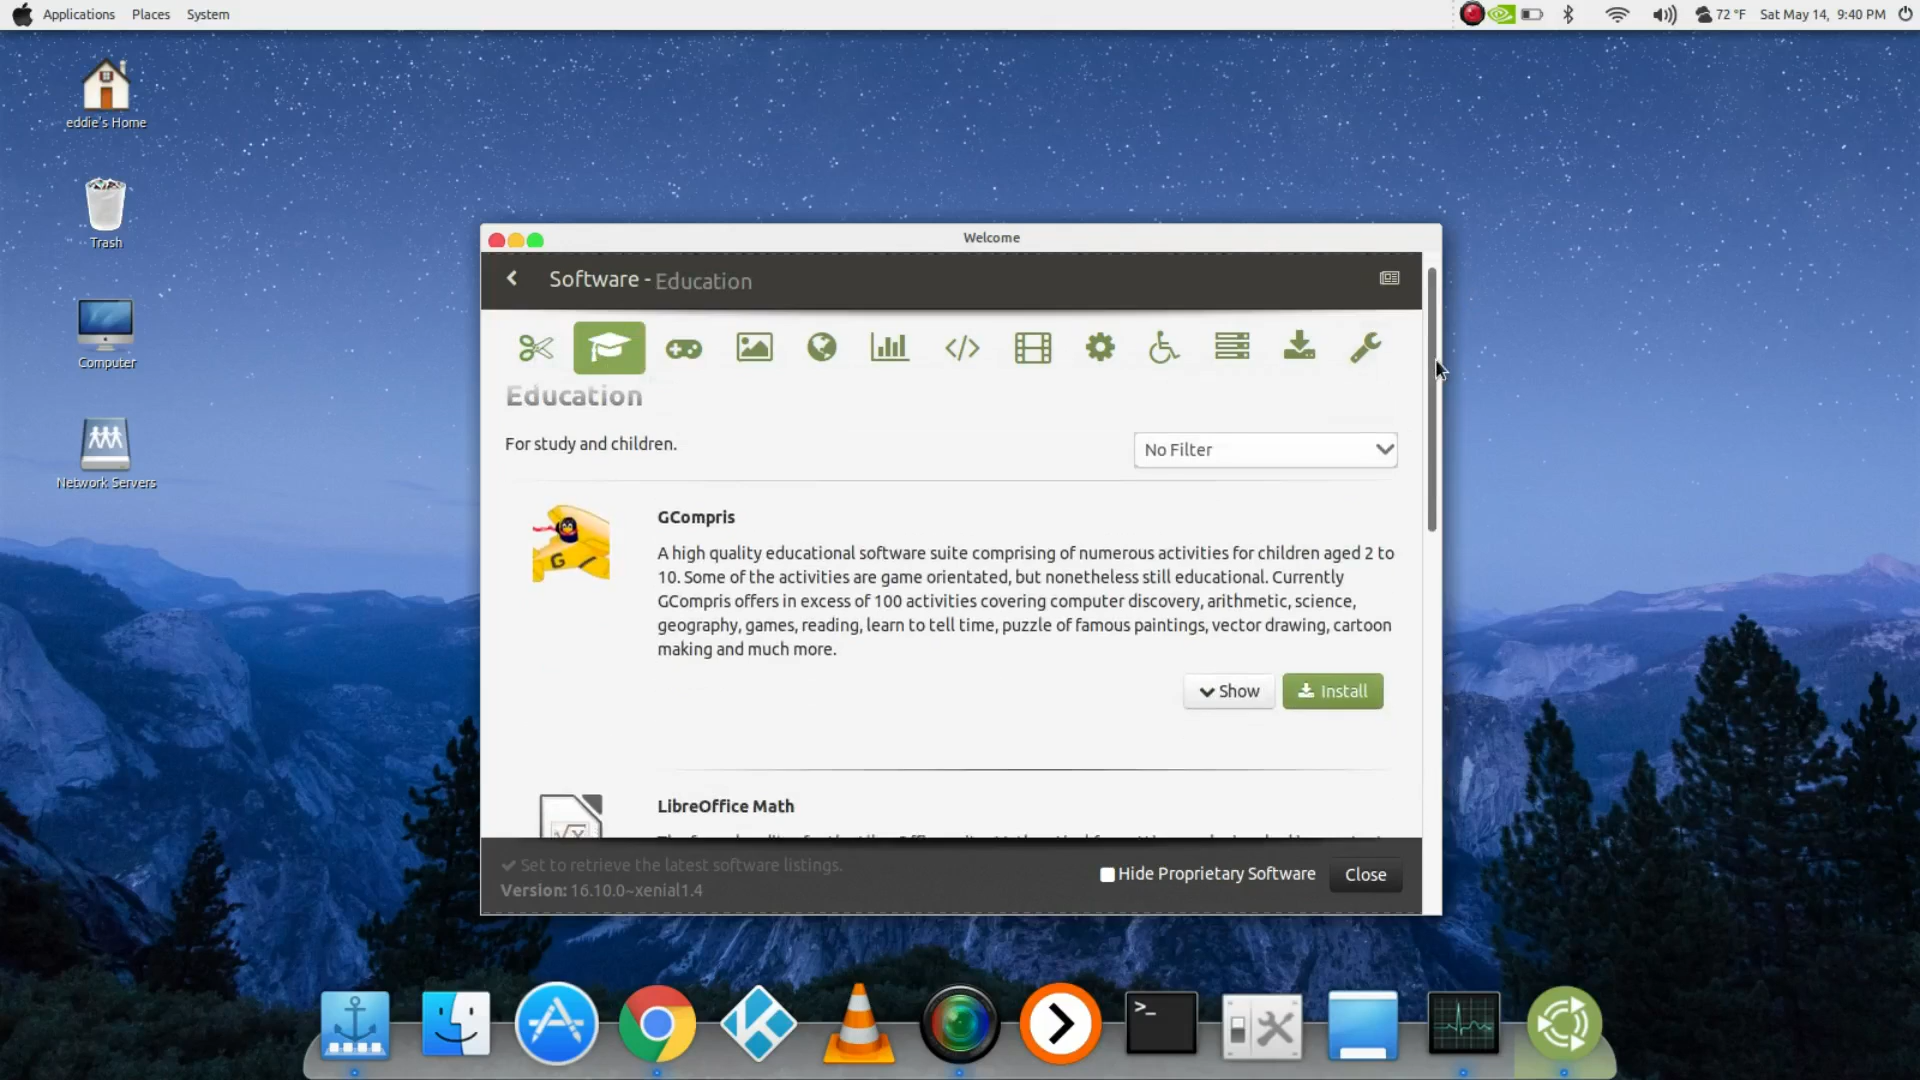 Applications Places System
72 °F Sat May 14, 9:40 PM
eddie's Home
Trash
Computer
Network Servers
Welcome
Software - Education
Education
For study and children.
No Filter
GCompris
A high quality educational software suite comprising of numerous activities for children aged 2 to
10. Some of the activities are game orientated, but nonetheless still educational. Currently
GCompris offers in excess of 100 activities covering computer discovery, arithmetic, science,
geography, games, reading, learn to tell time, puzzle of famous paintings, vector drawing, cartoon
making and much more.
Show Install
LibreOffice Math
Set to retrieve the latest software listings.
Version: 16.10.0~xenial1.4
Hide Proprietary Software
Close